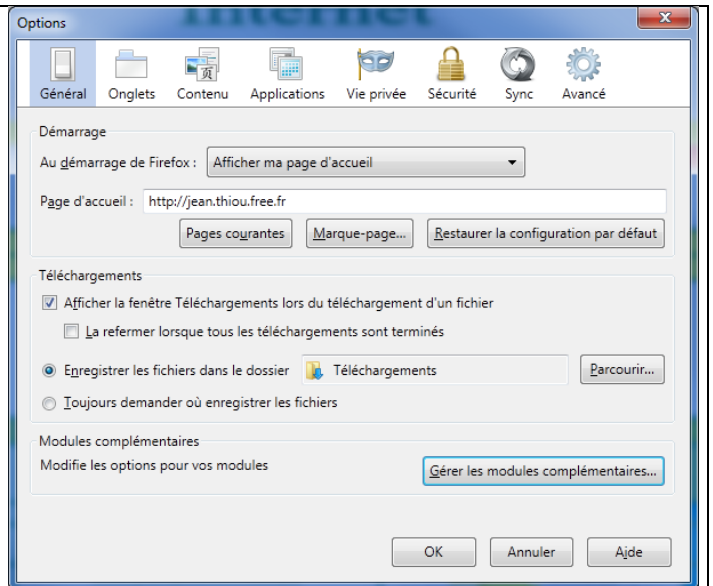 Internet
Options
Général Onglets Contenu Applications Vie privée Sécurité Sync Avancé
Démarrage
Au démarrage de Firefox : Afficher ma page d'accueil
Page d'accueil : http://jean.thiou.free.fr
Pages courantes Marque-page... Restaurer la configuration par défaut
Téléchargements
Afficher la fenêtre Téléchargements lors du téléchargement d'un fichier
La refermer lorsque tous les téléchargements sont terminés
Enregistrer les fichiers dans le dossier Téléchargements Parcourir...
Toujours demander où enregistrer les fichiers
Modules complémentaires
Modifie les options pour vos modules Gérer les modules complémentaires...
OK Annuler Aide